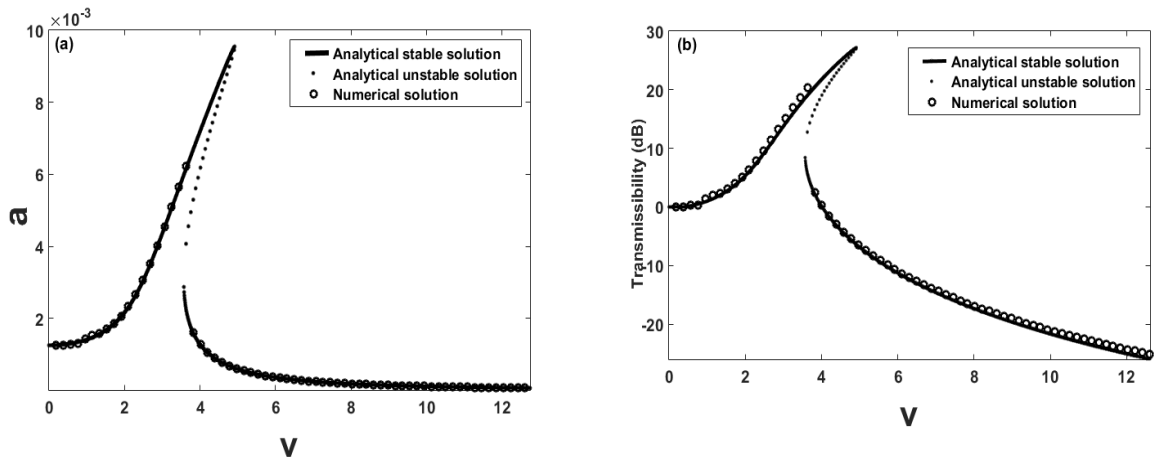 ×10⁻³
10
(a)
Analytical stable solution
Analytical unstable solution
Numerical solution
8
6
a
4
2
0 2 4 6 8 10 12
v
30
(b)
Analytical stable solution
Analytical unstable solution
Numerical solution
20
10
Transmissibility (dB)
0
-10
-20
0 2 4 6 8 10 12
v